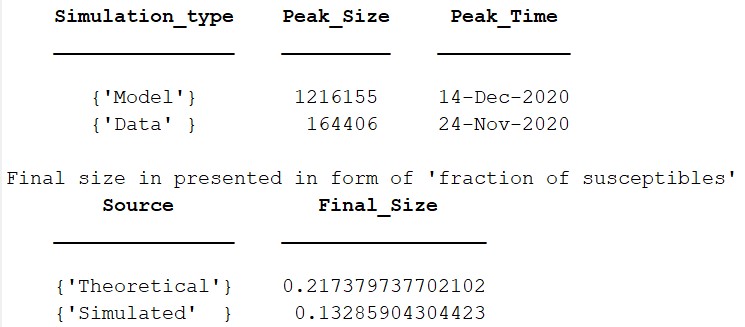 Simulation_type Peak_Size Peak_Time
{'Model'} 1216155 14-Dec-2020
{'Data' } 164406 24-Nov-2020
Final size in presented in form of 'fraction of susceptibles'
Source Final_Size
{'Theoretical'} 0.217379737702102
{'Simulated' } 0.13285904304423